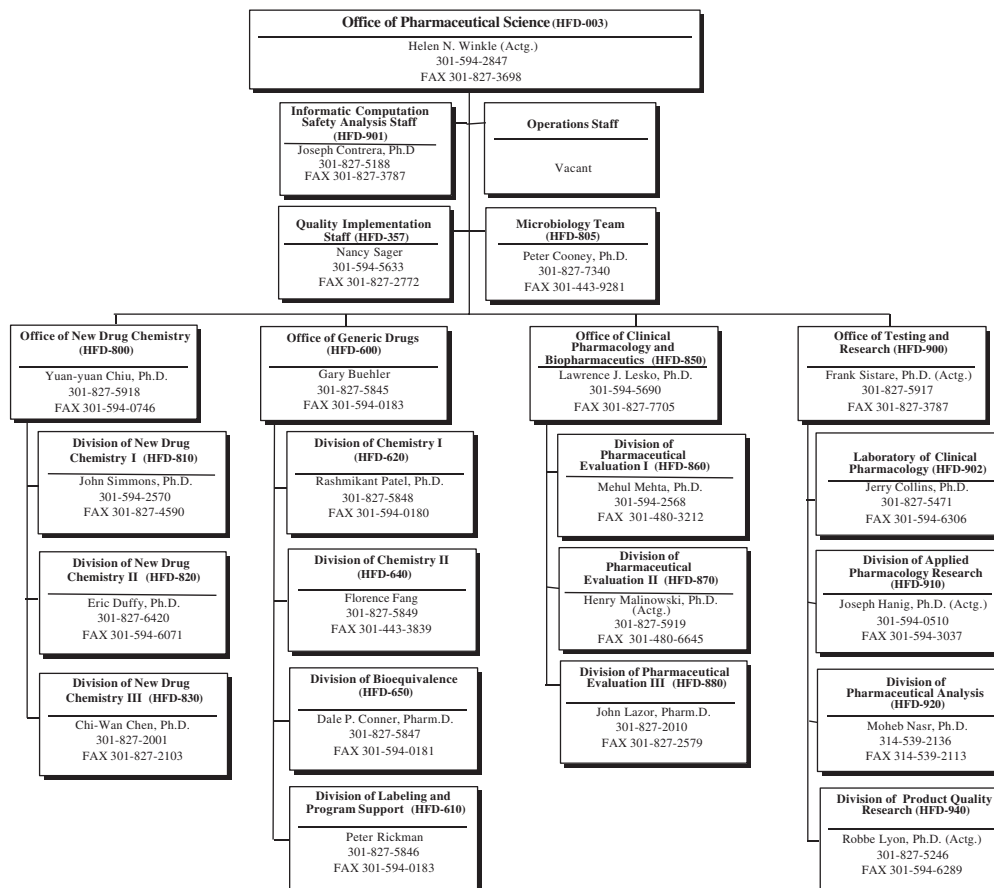 Office of Pharmaceutical Science (HFD-003)
Helen N. Winkle (Actg.)
301-594-2847
FAX 301-827-3698
Informatic Computation
Safety Analysis Staff
(HFD-901)
Joseph Contrera, Ph.D
301-827-5188
FAX 301-827-3787
Operations Staff
Vacant
Quality Implementation
Staff (HFD-357)
Nancy Sager
301-594-5633
FAX 301-827-2772
Microbiology Team
(HFD-805)
Peter Cooney, Ph.D.
301-827-7340
FAX 301-443-9281
Office of New Drug Chemistry
(HFD-800)
Yuan-yuan Chiu, Ph.D.
301-827-5918
FAX 301-594-0746
Division of New Drug
Chemistry I (HFD-810)
John Simmons, Ph.D.
301-594-2570
FAX 301-827-4590
Division of New Drug
Chemistry II (HFD-820)
Eric Duffy, Ph.D.
301-827-6420
FAX 301-594-6071
Division of New Drug
Chemistry III (HFD-830)
Chi-Wan Chen, Ph.D.
301-827-2001
FAX 301-827-2103
Office of Generic Drugs
(HFD-600)
Gary Buehler
301-827-5845
FAX 301-594-0183
Division of Chemistry I
(HFD-620)
Rashmikant Patel, Ph.D.
301-827-5848
FAX 301-594-0180
Division of Chemistry II
(HFD-640)
Florence Fang
301-827-5849
FAX 301-443-3839
Division of Bioequivalence
(HFD-650)
Dale P. Conner, Pharm.D.
301-827-5847
FAX 301-594-0181
Division of Labeling and
Program Support (HFD-610)
Peter Rickman
301-827-5846
FAX 301-594-0183
Office of Clinical
Pharmacology and
Biopharmaceutics (HFD-850)
Lawrence J. Lesko, Ph.D.
301-594-5690
FAX 301-827-7705
Division of
Pharmaceutical
Evaluation I (HFD-860)
Mehul Mehta, Ph.D.
301-594-2568
FAX 301-480-3212
Division of
Pharmaceutical
Evaluation II (HFD-870)
Henry Malinowski, Ph.D.
(Actg.)
301-827-5919
FAX 301-480-6645
Division of Pharmaceutical
Evaluation III (HFD-880)
John Lazor, Pharm.D.
301-827-2010
FAX 301-827-2579
Office of Testing and
Research (HFD-900)
Frank Sistare, Ph.D. (Actg.)
301-827-5917
FAX 301-827-3787
Laboratory of Clinical
Pharmacology (HFD-902)
Jerry Collins, Ph.D.
301-827-5471
FAX 301-594-6306
Division of Applied
Pharmacology Research
(HFD-910)
Joseph Hanig, Ph.D. (Actg.)
301-594-0510
FAX 301-594-3037
Division of
Pharmaceutical Analysis
(HFD-920)
Moheb Nasr, Ph.D.
314-539-2136
FAX 314-539-2113
Division of Product Quality
Research (HFD-940)
Robbe Lyon, Ph.D. (Actg.)
301-827-5246
FAX 301-594-6289